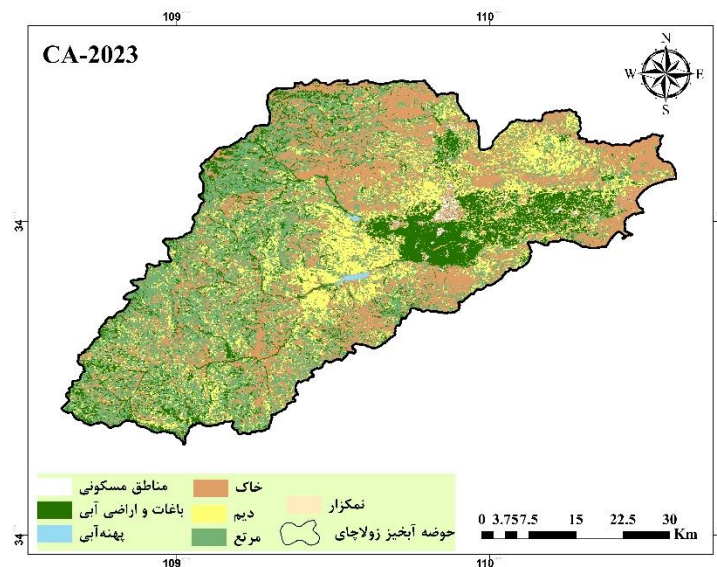 109
110
CA-2023
N
W
E
S
34
34
مناطق مسکونی
باغات و اراضی آبی
پهنه‌آبی
خاک
دیم
مرتع
نمکزار
حوضه آبخیز زولاچای
0 3.75 7.5 15 22.5 30
Km
109
110